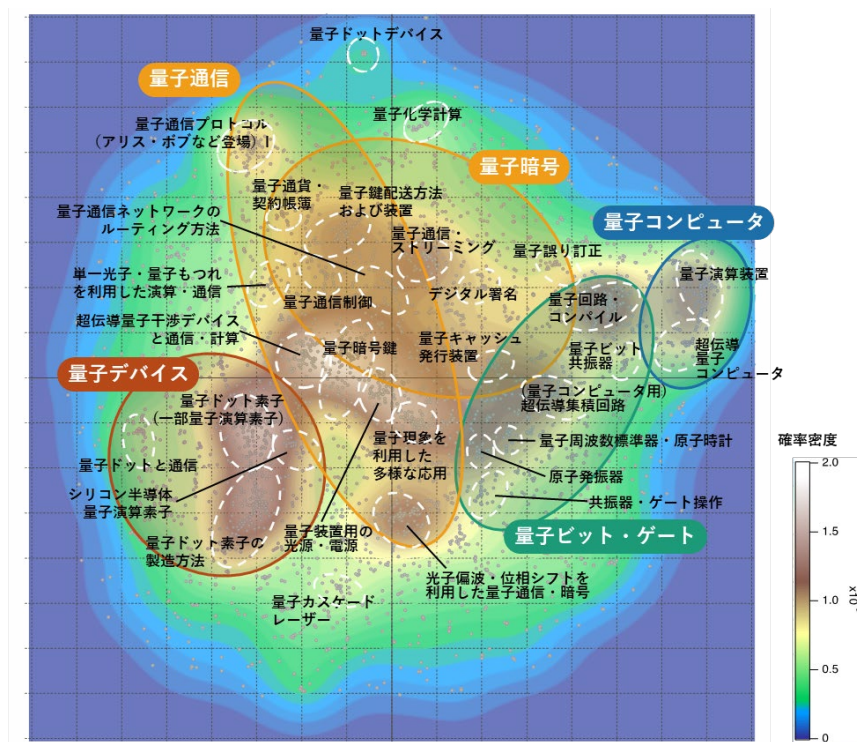 量子ドットデバイス
量子通信
量子化学計算
量子通信プロトコル
(アリス・ボブなど登場)
量子暗号
量子通貨・
契約帳簿
量子鍵配送方法
および装置
量子通信ネットワークの
ルーティング方法
量子通信・
ストリーミング
量子コンピュータ
量子誤り訂正
単一光子・量子もつれ
を利用した演算・通信
量子通信制御
デジタル署名
量子演算装置
量子回路・
コンパイル
超伝導量子干渉デバイス
と通信・計算
量子暗号鍵
量子キャッシュ
発行装置
量子ビット
共振器
超伝導
量子
コンピュータ
量子デバイス
量子ドット素子
(一部量子演算素子)
(量子コンピュータ用)
超伝導集積回路
量子現象を
利用した
多様な応用
量子周波数標準器・原子時計
確率密度
量子ドットと通信
原子発振器
シリコン半導体
量子演算素子
共振器・ゲート操作
量子装置用の
光源・電源
量子ビット・ゲート
量子ドット素子の
製造方法
光子偏波・位相シフトを
利用した量子通信・暗号
量子カスケード
レーザー
2.0
1.5
1.0
0.5
0